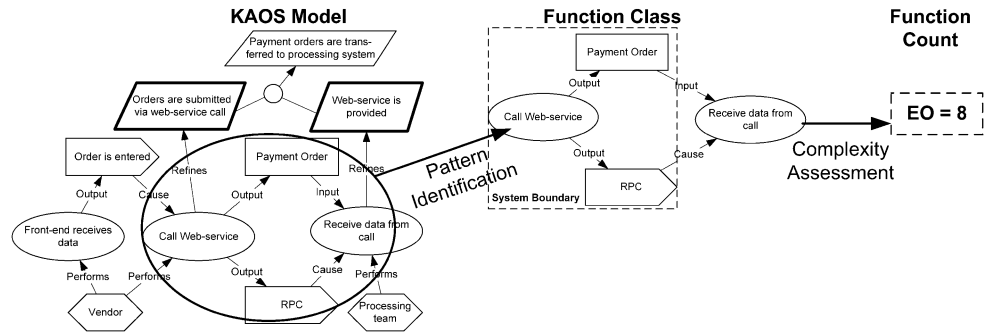 KAOS Model
Function Class
Function
Count
Payment orders are trans-
ferred to processing system
Orders are submitted
via web-service call
Web-service is
provided
Order is entered
Refines
Payment Order
Refines
Output
Cause
Output
Input
Front-end receives
data
Call Web-service
Receive data from
call
Performs
Performs
Output
Cause
Performs
Vendor
RPC
Processing
team
Pattern
Identification
Payment Order
Output
Input
Call Web-service
Receive data from
call
Output
Cause
RPC
System Boundary
Complexity
Assessment
EO = 8